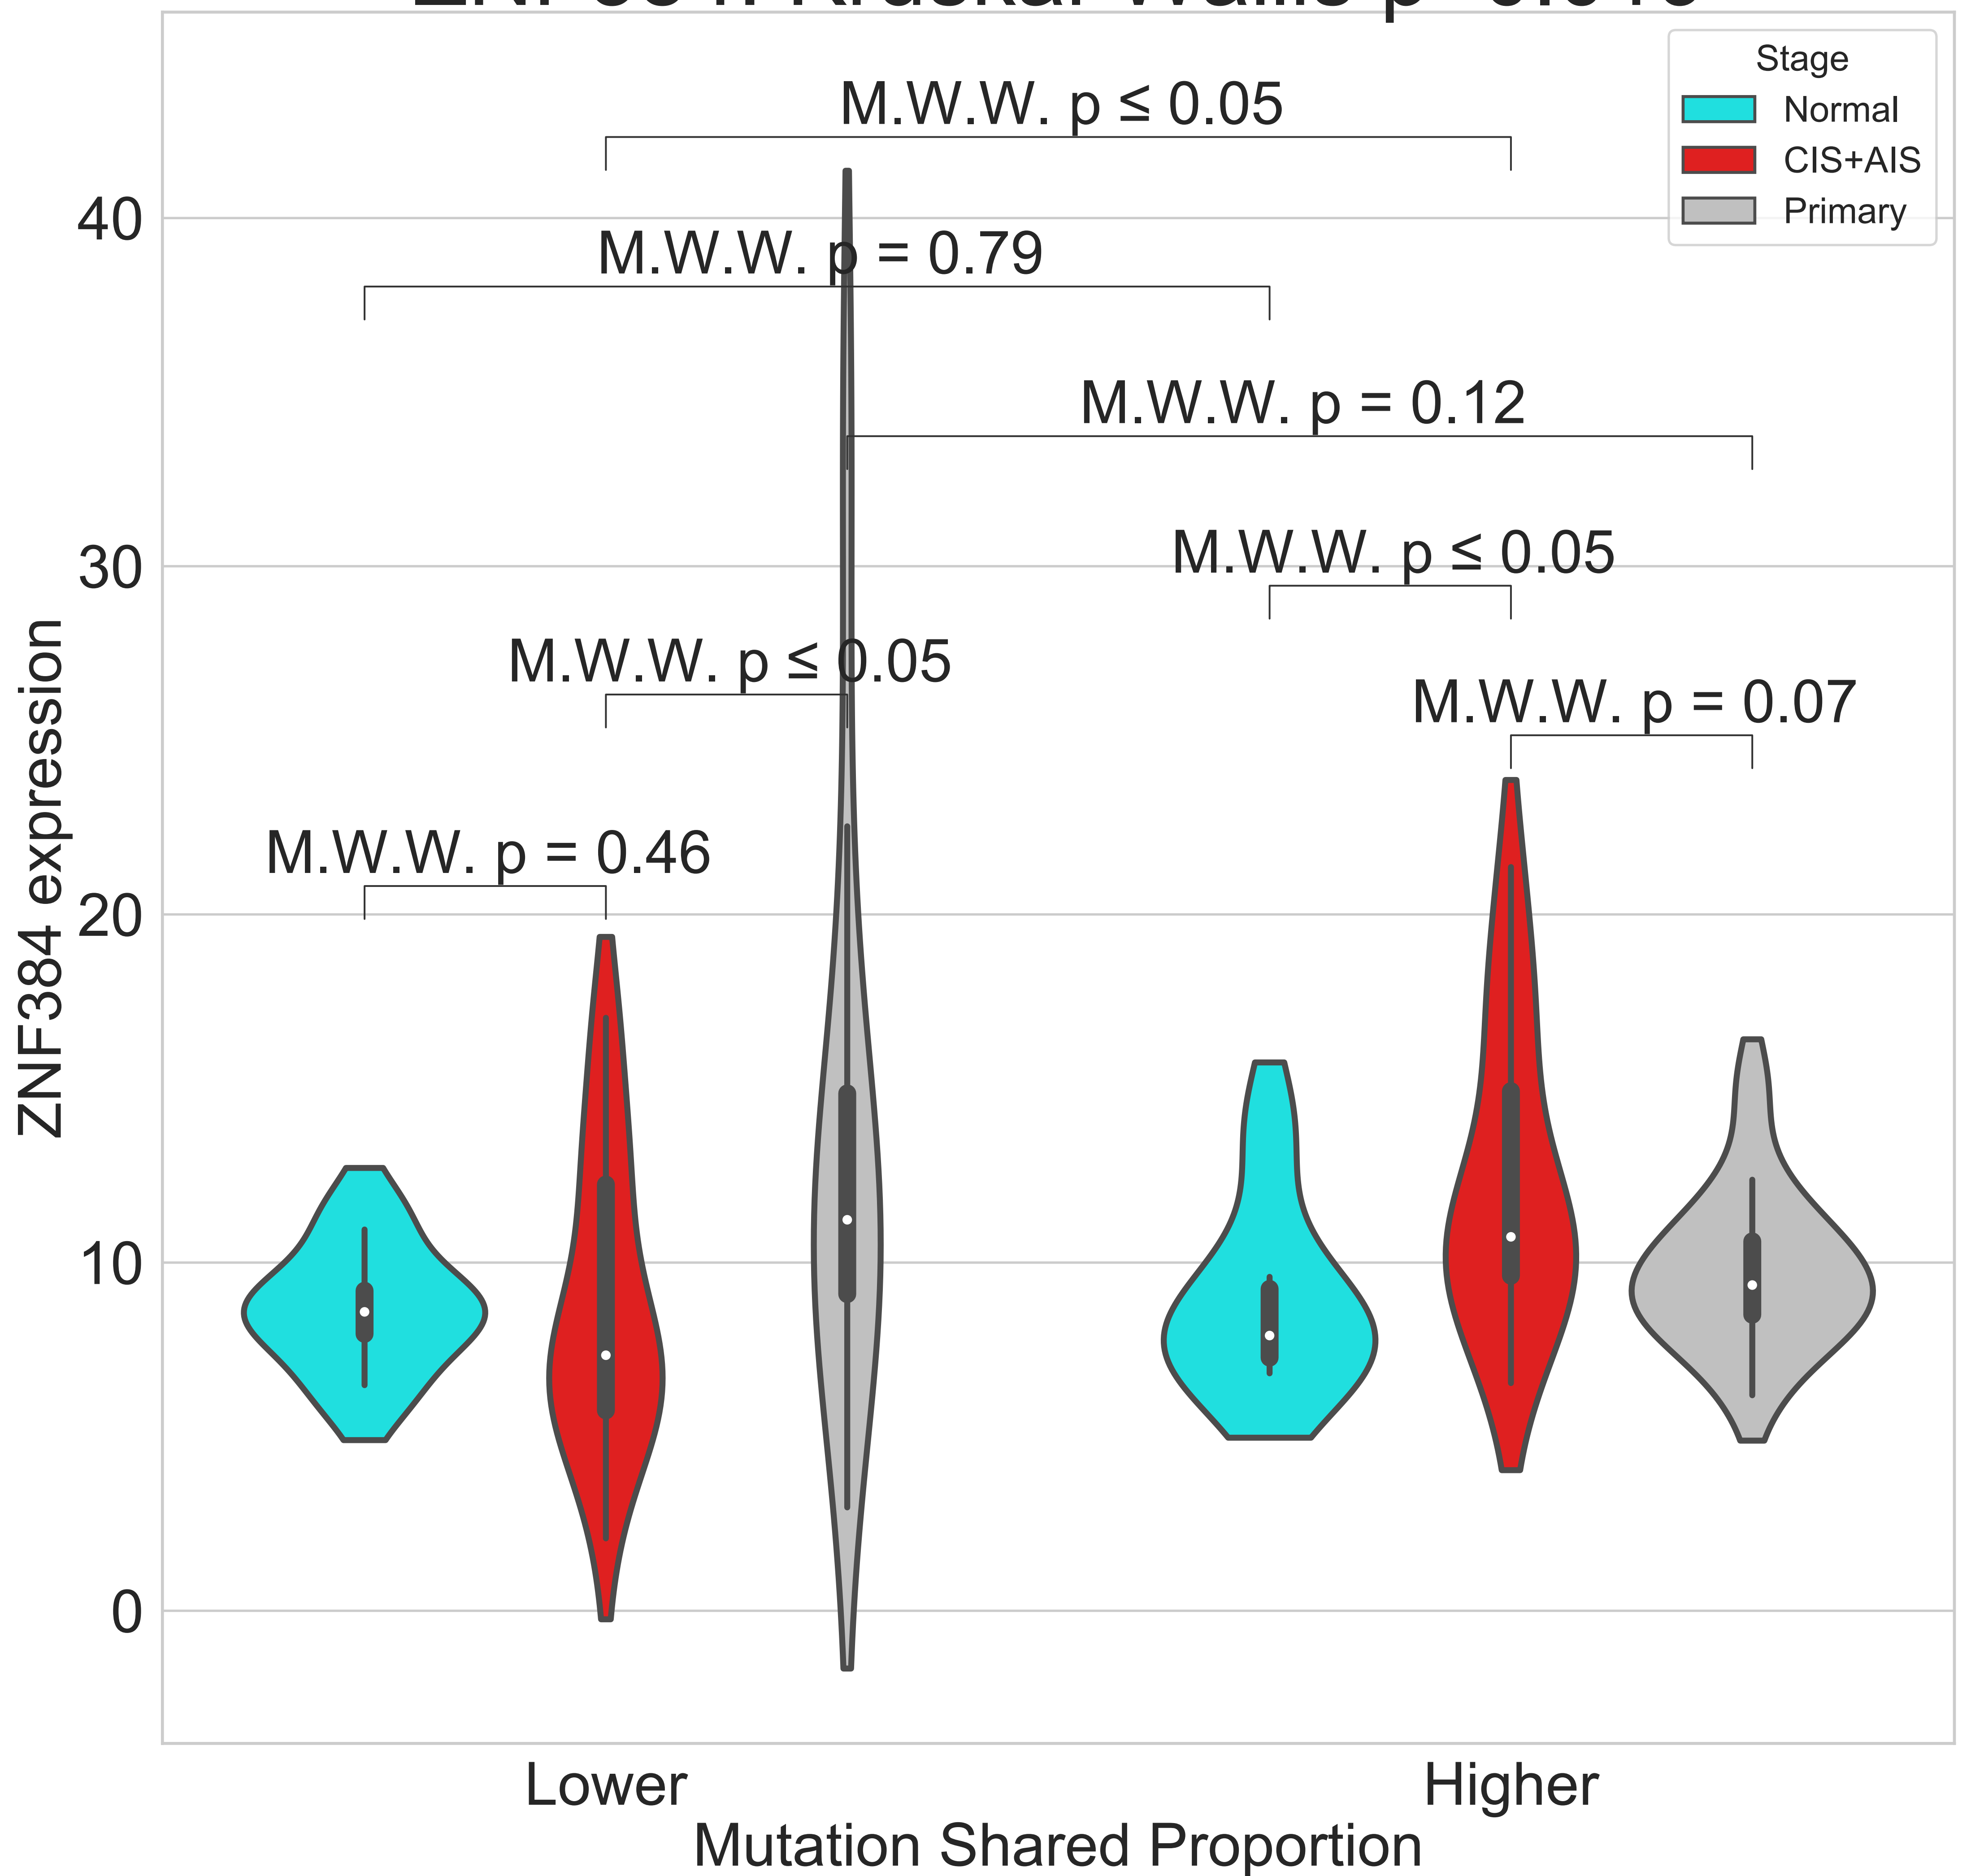 Stage
Normal
CIS+AIS
Primary
M.W.W. p ≤ 0.05
M.W.W. p = 0.79
M.W.W. p = 0.12
M.W.W. p ≤ 0.05
M.W.W. p ≤ 0.05
M.W.W. p = 0.07
M.W.W. p = 0.46
40
30
20
10
0
ZNF384 expression
Lower
Higher
Mutation Shared Proportion